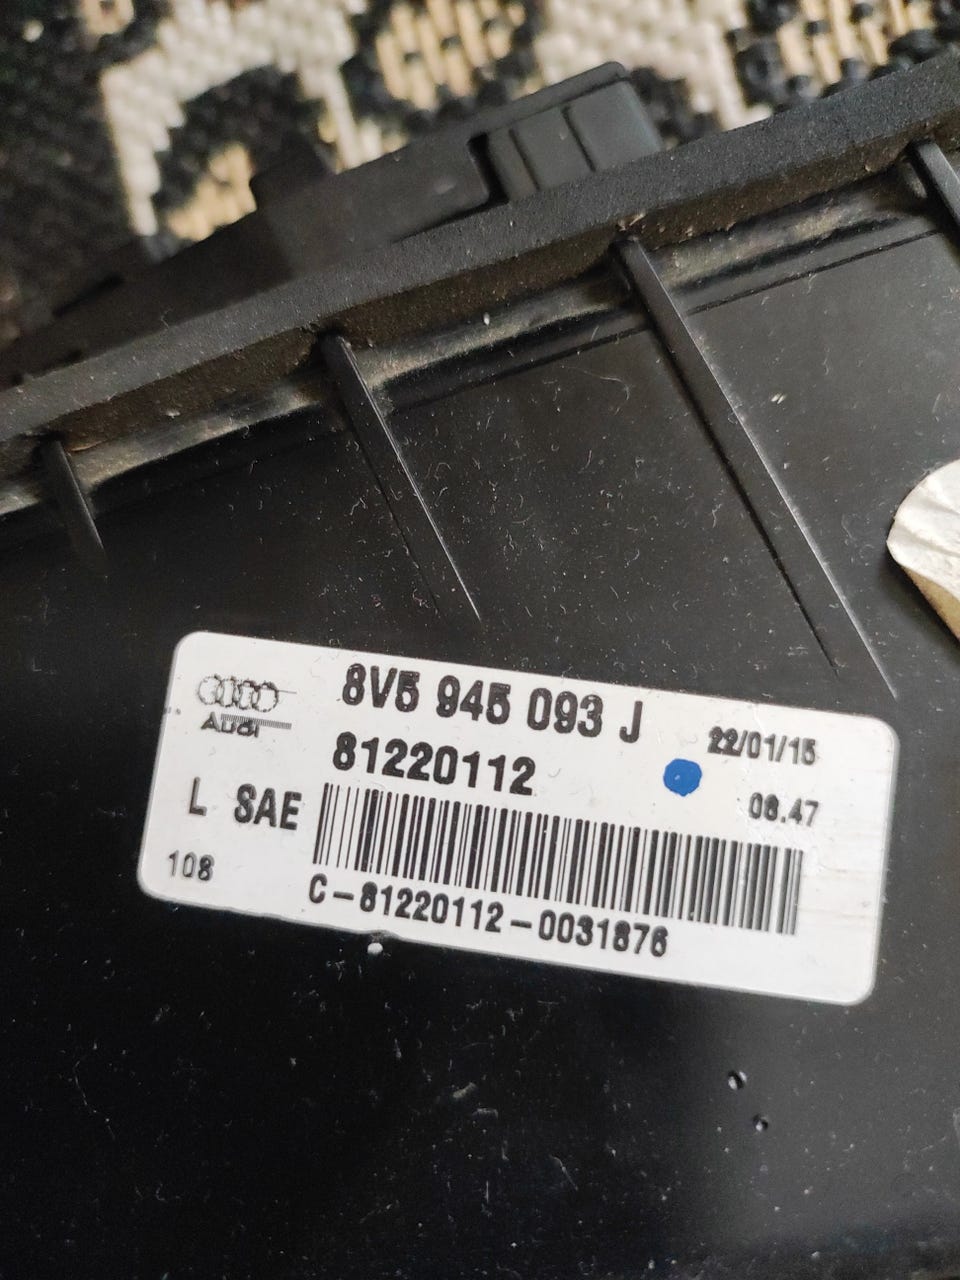 8V5 945 093 J
22/01/15
Audi
81220112
L SAE
08.47
108
C-81220112-0031876